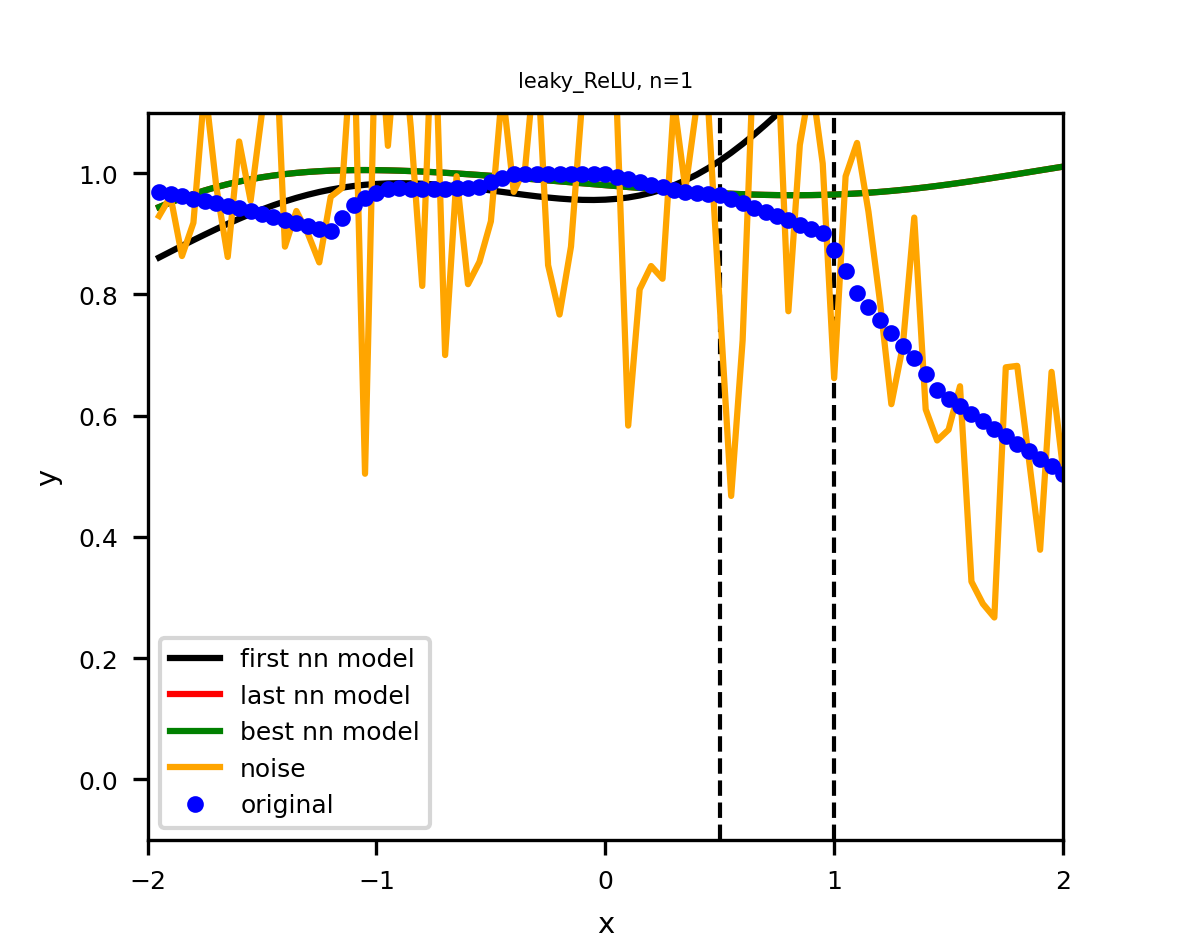 leaky_ReLU, n=1
1.0
0.8
0.6
0.4
0.2
0.0
y
first nn model
last nn model
best nn model
noise
original
−2
−1
0
1
2
x